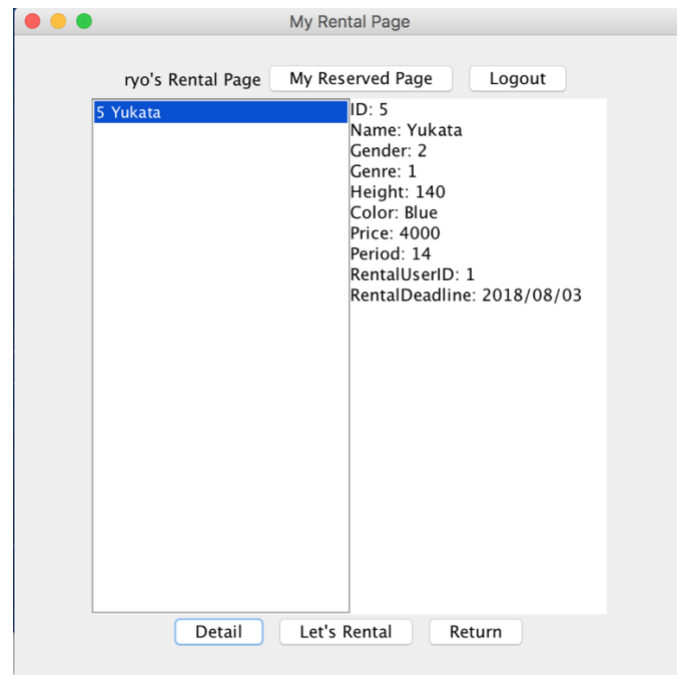 My Rental Page
ryo's Rental Page My Reserved Page Logout
5 Yukata
ID: 5
Name: Yukata
Gender: 2
Genre: 1
Height: 140
Color: Blue
Price: 4000
Period: 14
RentalUserID: 1
RentalDeadline: 2018/08/03
Detail Let's Rental Return